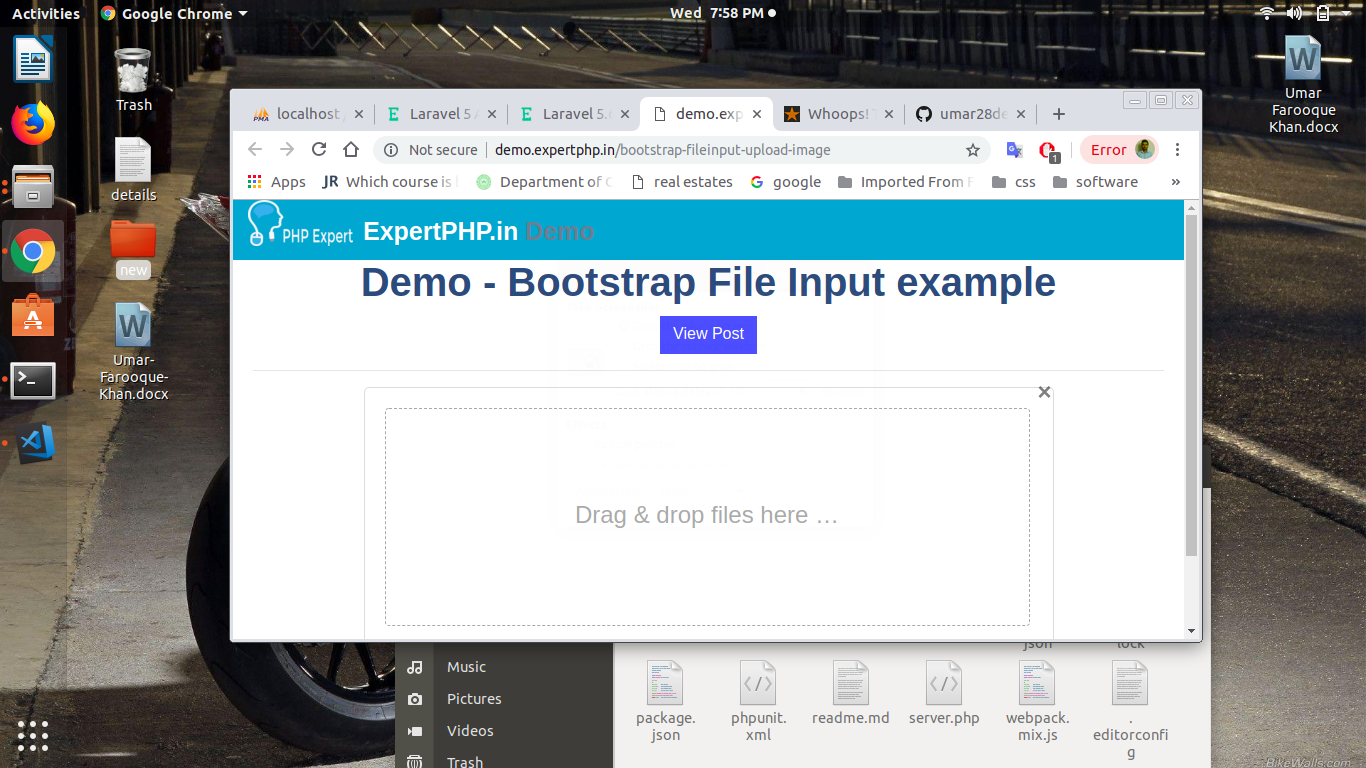 Activities
Google Chrome
Wed 7:58 PM
Trash
details
new
Umar-
Farooque-
Khan.docx
Umar
Farooque
Khan.docx
localhost
PMA
Laravel 5
Laravel 5.
demo.exp
Whoops!
umar28de
Not secure
demo.expertphp.in/bootstrap-fileinput-upload-image
1
Error
Apps
JR Which course is
Department of
real estates
google
Imported From F
css
software
»
PHP Expert
ExpertPHP.in Demo
Demo - Bootstrap File Input example
View Post
Drag & drop files here …
json
lock
Music
Pictures
Videos
Trash
package.
json
phpunit.
xml
readme.md
server.php
webpack.
mix.js
.
editorconfi
g
BikeWalls.com